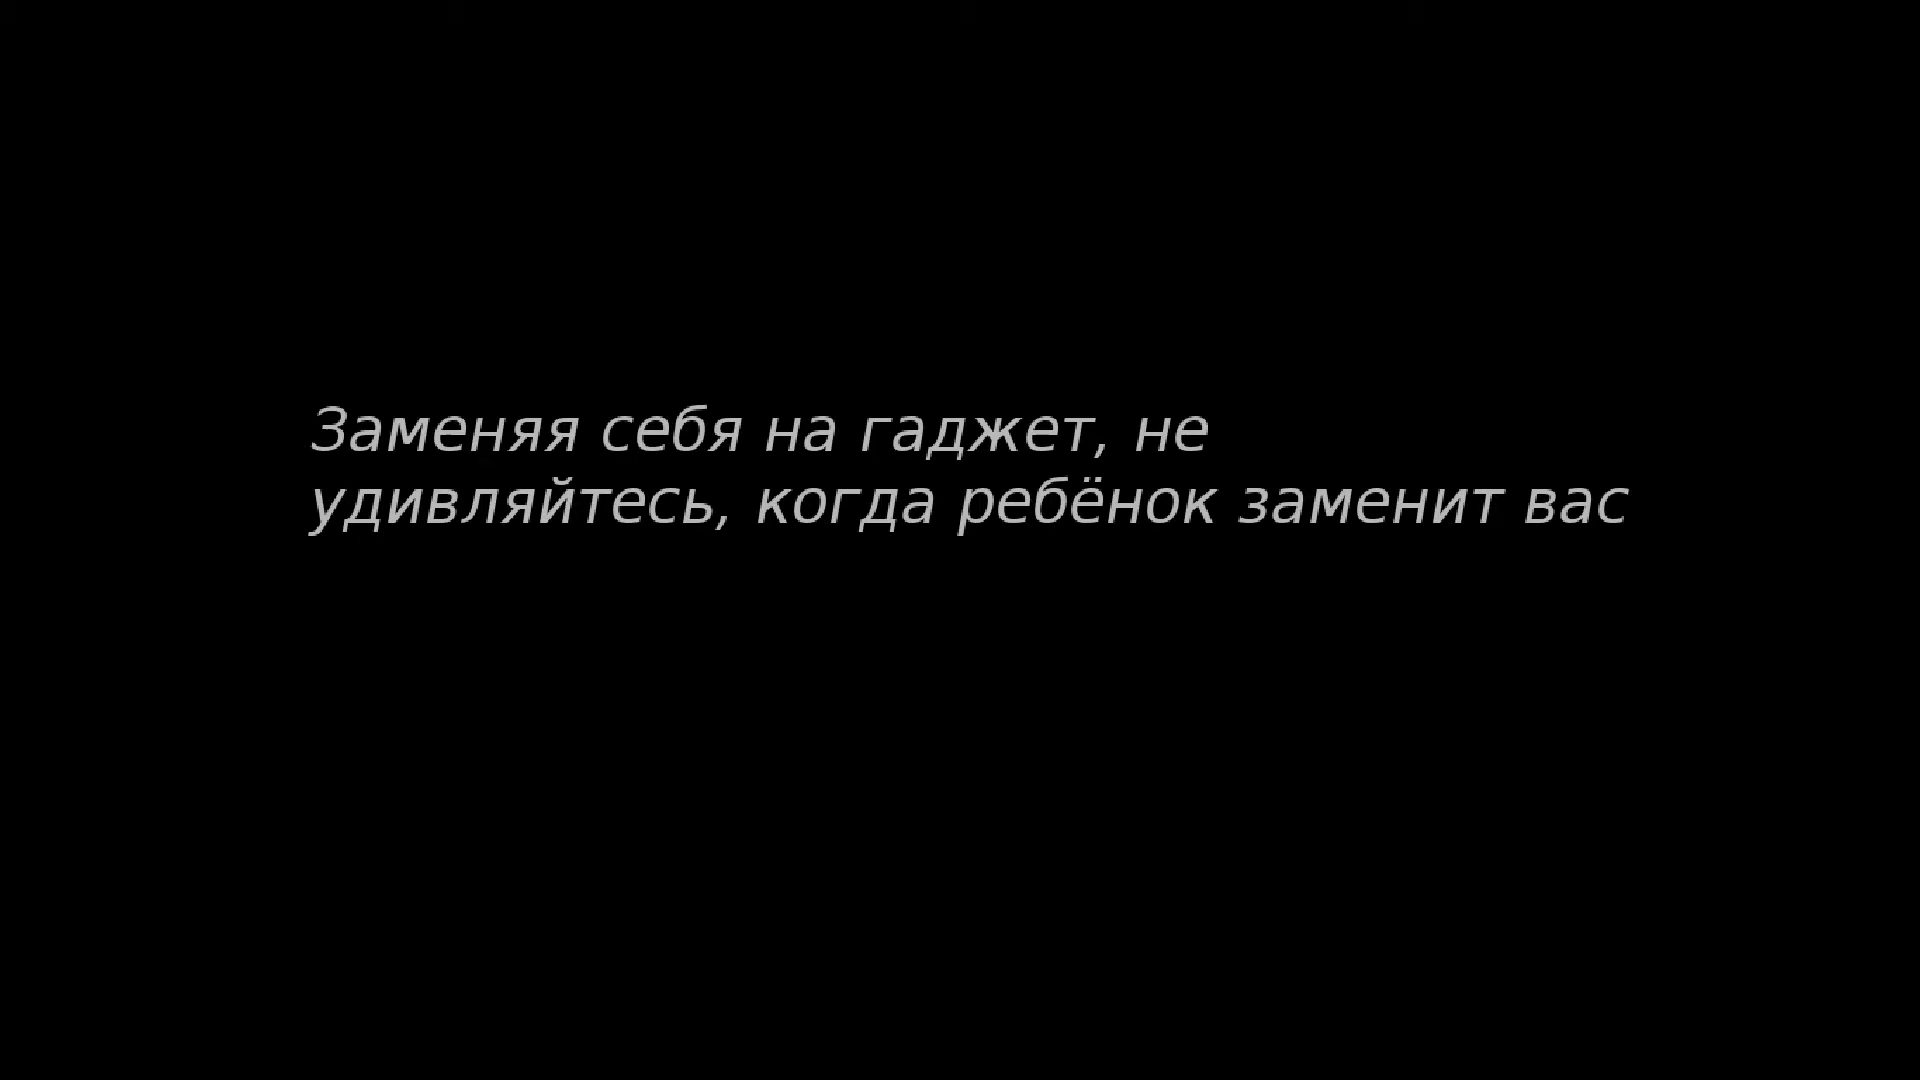 Заменяя себя на гаджет, не
удивляйтесь, когда ребёнок заменит вас